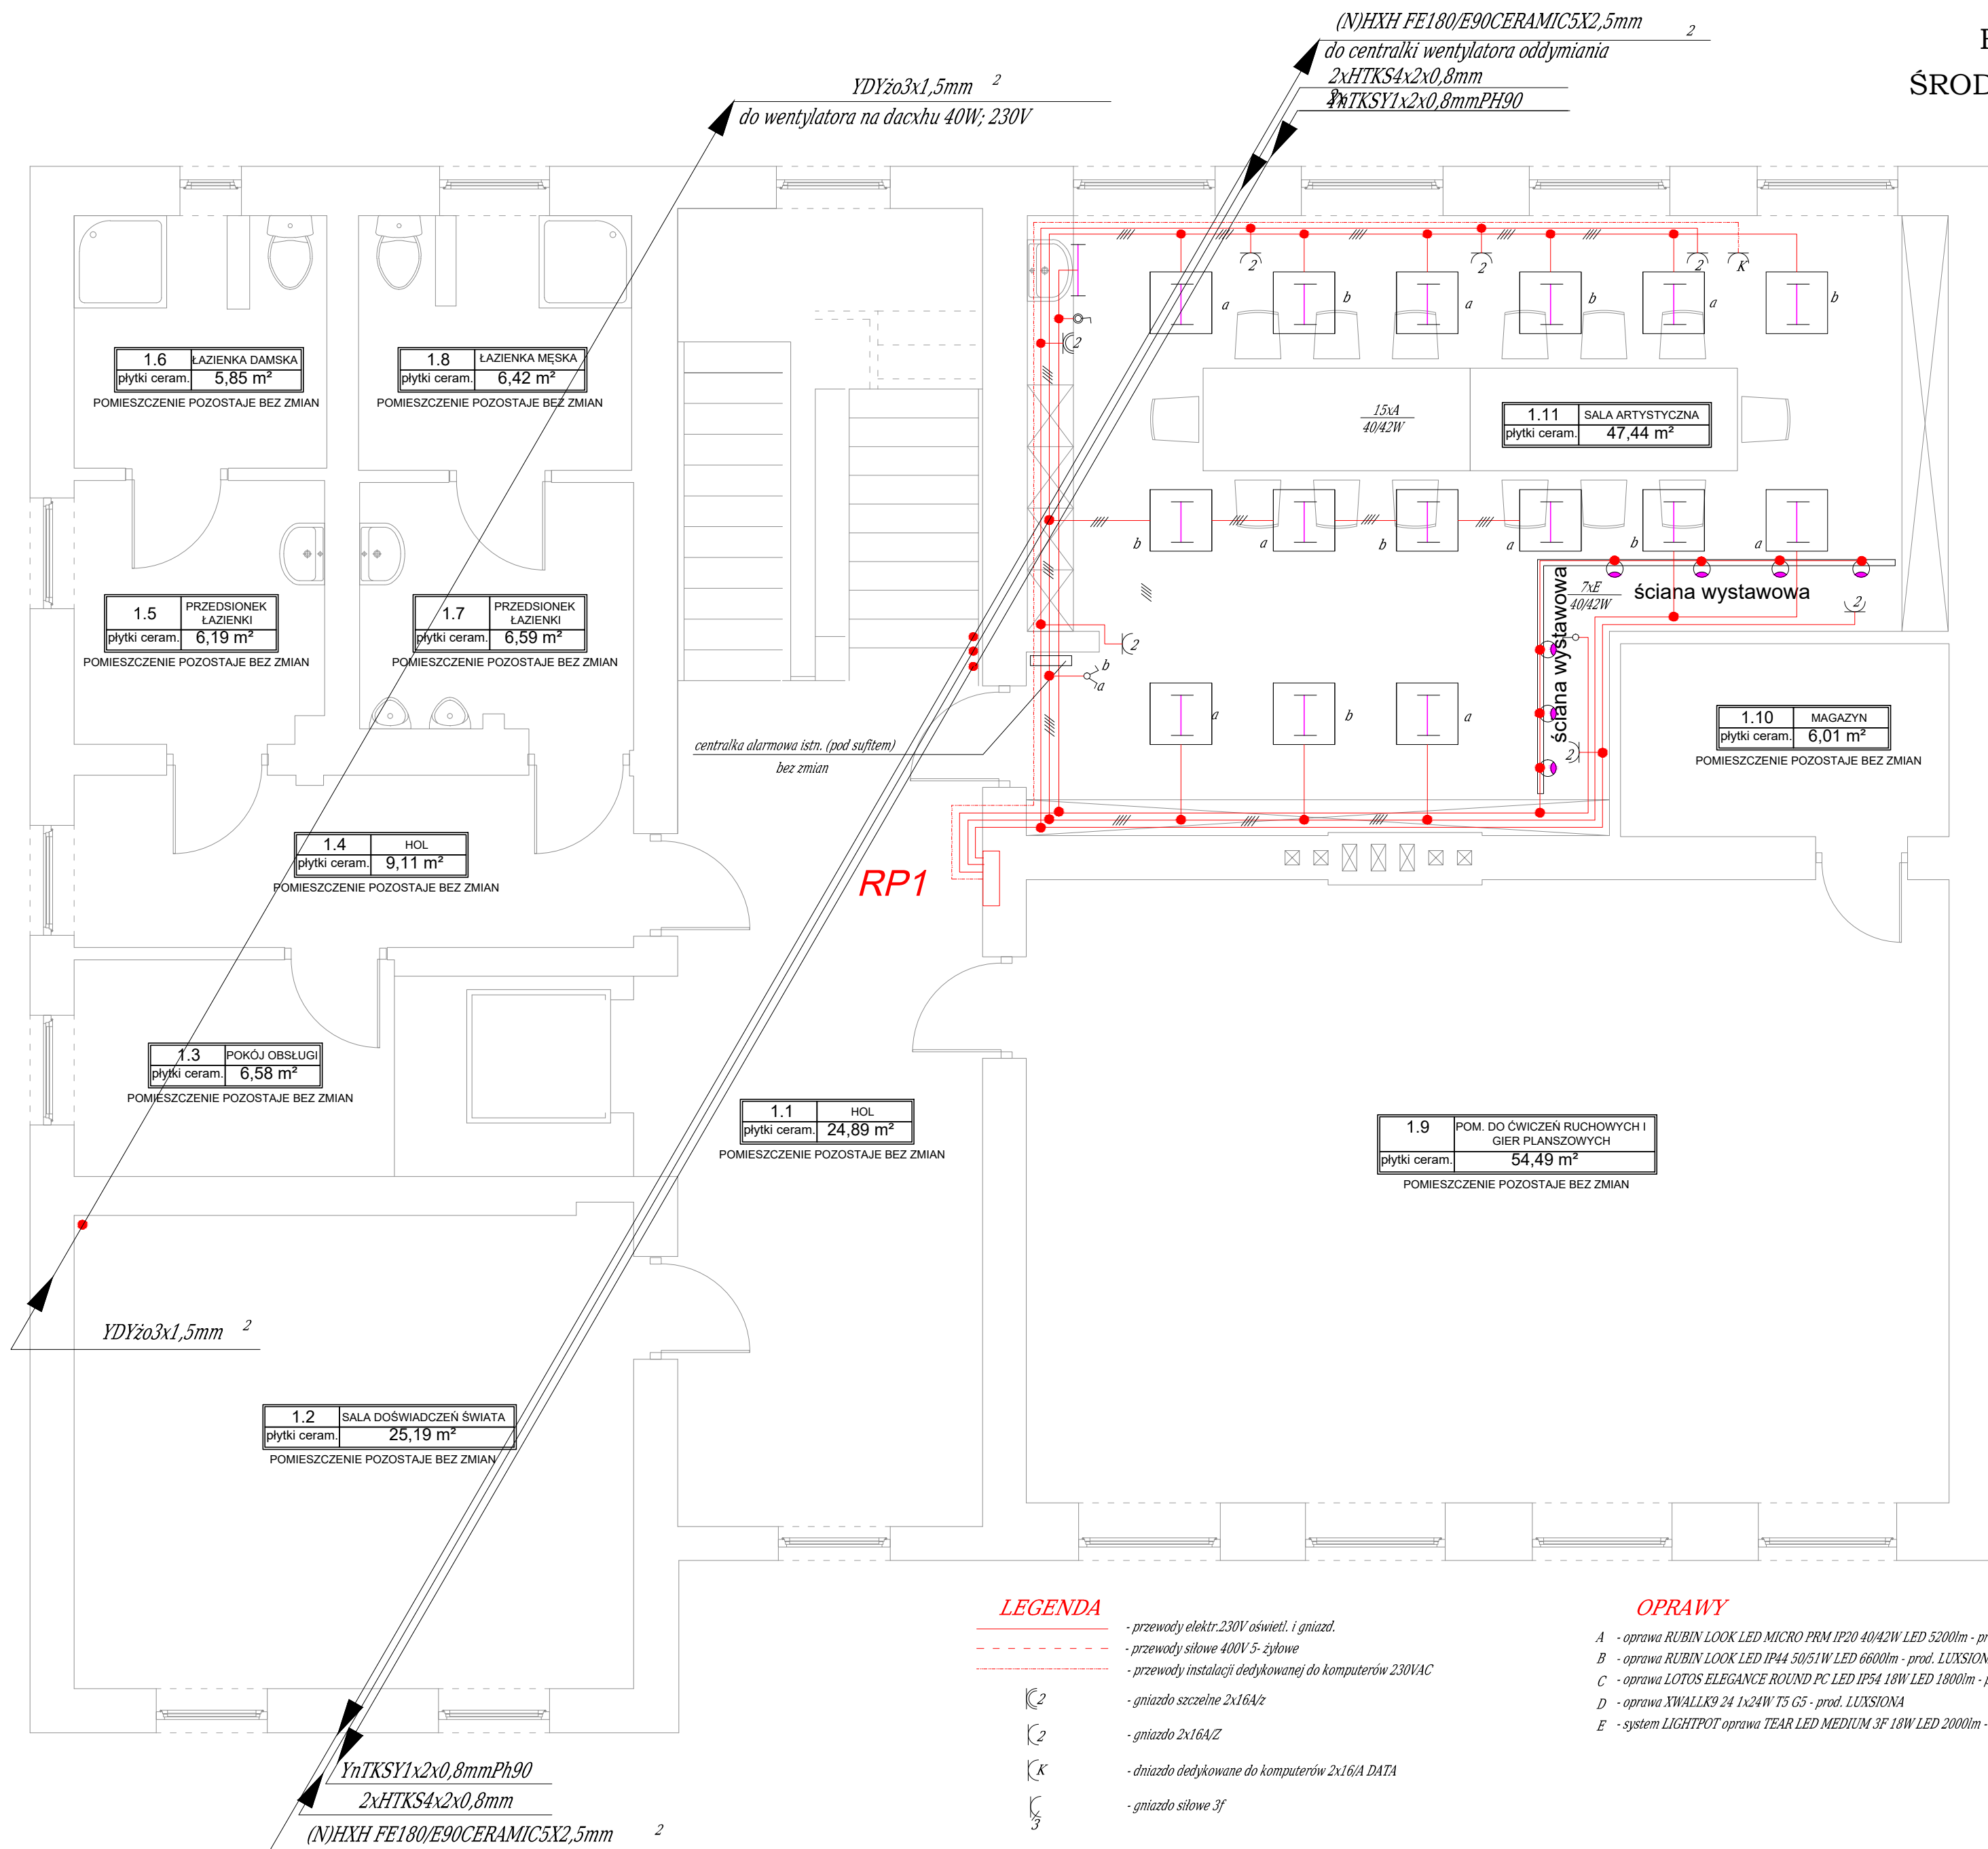 (N)HXH FE180/E90CERAMIC5X2,5mm 2
do centralki wentylatora oddymiania
2xHTKS4x2x0,8mm
YnTKSY1x2x0,8mmPH90
ŚROD
YDYżo3x1,5mm 2
do wentylatora na dacxhu 40W; 230V
2
2
2
K
a
b
a
b
a
b
2
1.6 ŁAZIENKA DAMSKA
płytki ceram. 5,85 m²
POMIESZCZENIE POZOSTAJE BEZ ZMIAN
1.8 ŁAZIENKA MĘSKA
płytki ceram. 6,42 m²
POMIESZCZENIE POZOSTAJE BEZ ZMIAN
15xA
40/42W
1.11 SALA ARTYSTYCZNA
płytki ceram. 47,44 m²
b
a
b
a
b
a
1.5 PRZEDSIONEK
ŁAZIENKI
płytki ceram. 6,19 m²
POMIESZCZENIE POZOSTAJE BEZ ZMIAN
1.7 PRZEDSIONEK
ŁAZIENKI
płytki ceram. 6,59 m²
POMIESZCZENIE POZOSTAJE BEZ ZMIAN
7xE
40/42W
ściana wystawowa
ściana wystawowa
2
2
b
a
a
b
a
2
centralka alarmowa istn. (pod sufitem)
bez zmian
1.10 MAGAZYN
płytki ceram. 6,01 m²
POMIESZCZENIE POZOSTAJE BEZ ZMIAN
1.4 HOL
płytki ceram. 9,11 m²
POMIESZCZENIE POZOSTAJE BEZ ZMIAN
RP1
1.3 POKÓJ OBSŁUGI
płytki ceram. 6,58 m²
POMIESZCZENIE POZOSTAJE BEZ ZMIAN
1.1 HOL
płytki ceram. 24,89 m²
POMIESZCZENIE POZOSTAJE BEZ ZMIAN
1.9 POM. DO ĆWICZEŃ RUCHOWYCH I
GIER PLANSZOWYCH
płytki ceram. 54,49 m²
POMIESZCZENIE POZOSTAJE BEZ ZMIAN
YDYżo3x1,5mm 2
1.2 SALA DOŚWIADCZEŃ ŚWIATA
płytki ceram. 25,19 m²
POMIESZCZENIE POZOSTAJE BEZ ZMIAN
YnTKSY1x2x0,8mmPh90
2xHTKS4x2x0,8mm
(N)HXH FE180/E90CERAMIC5X2,5mm 2
LEGENDA
- przewody elektr.230V oświetl. i gniazd.
- przewody siłowe 400V 5- żyłowe
- przewody instalacji dedykowanej do komputerów 230VAC
2 - gniazdo szczelne 2x16A/z
2 - gniazdo 2x16A/Z
K - dniazdo dedykowane do komputerów 2x16/A DATA
3 - gniazdo siłowe 3f
OPRAWY
A - oprawa RUBIN LOOK LED MICRO PRM IP20 40/42W LED 5200lm - pr
B - oprawa RUBIN LOOK LED IP44 50/51W LED 6600lm - prod. LUXSION
C - oprawa LOTOS ELEGANCE ROUND PC LED IP54 18W LED 1800lm - p
D - oprawa XWALLK9 24 1x24W T5 G5 - prod. LUXSIONA
E - system LIGHTPOT oprawa TEAR LED MEDIUM 3F 18W LED 2000lm -